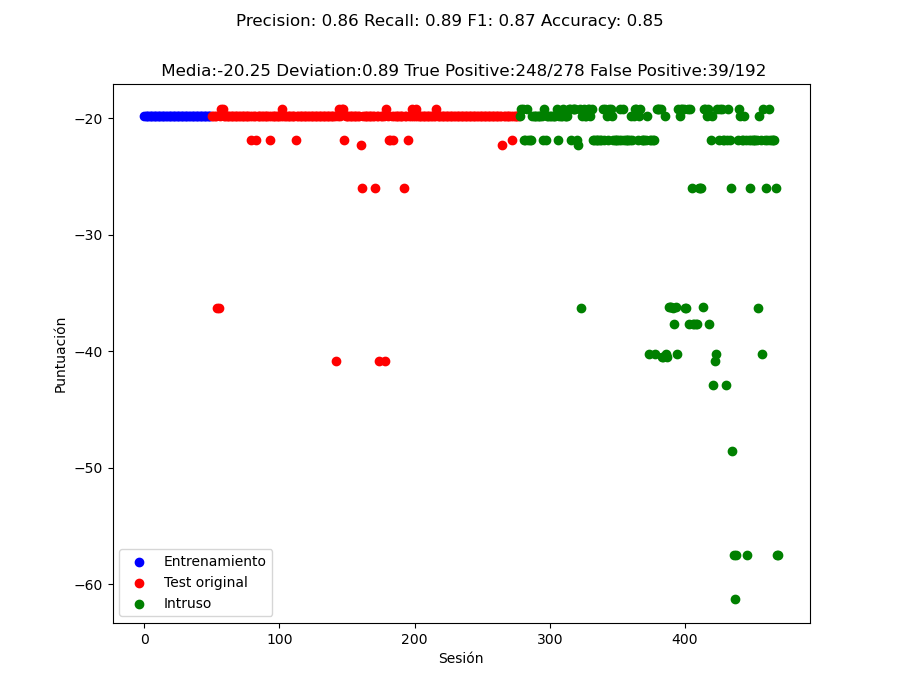 Precision: 0.86 Recall: 0.89 F1: 0.87 Accuracy: 0.85
Media:-20.25 Deviation:0.89 True Positive:248/278 False Positive:39/192
Puntuación
−20
−30
−40
−50
−60
Entrenamiento
Test original
Intruso
0
100
200
300
400
Sesión